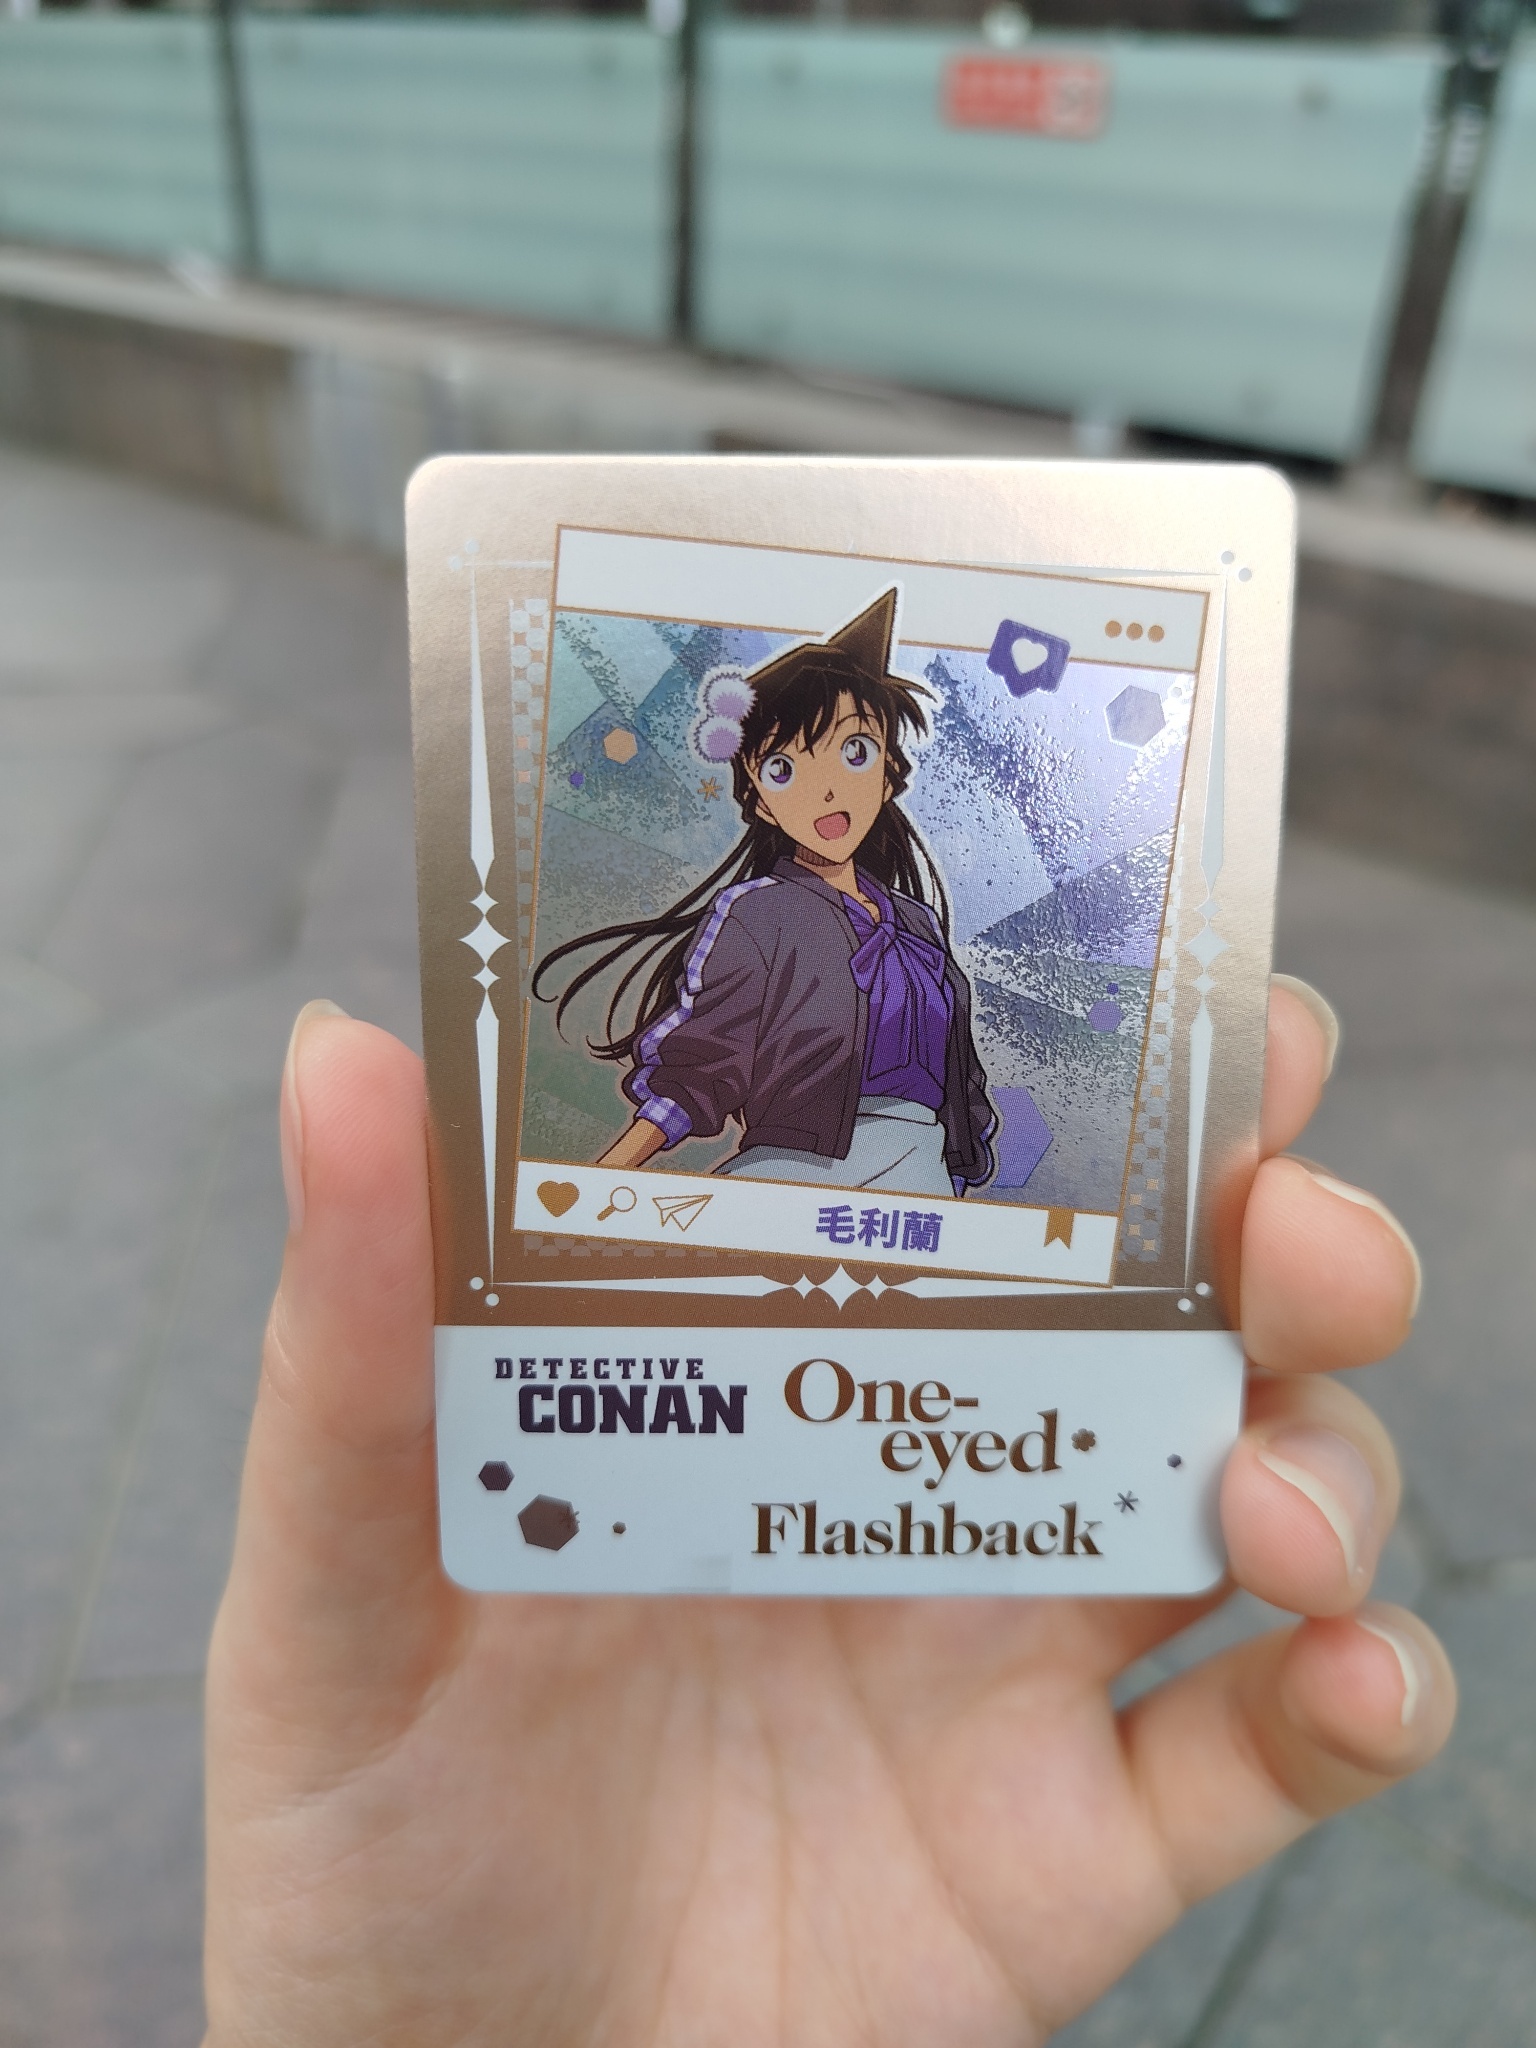 毛利蘭
DETECTIVE
CONAN
One-
eyed
Flashback